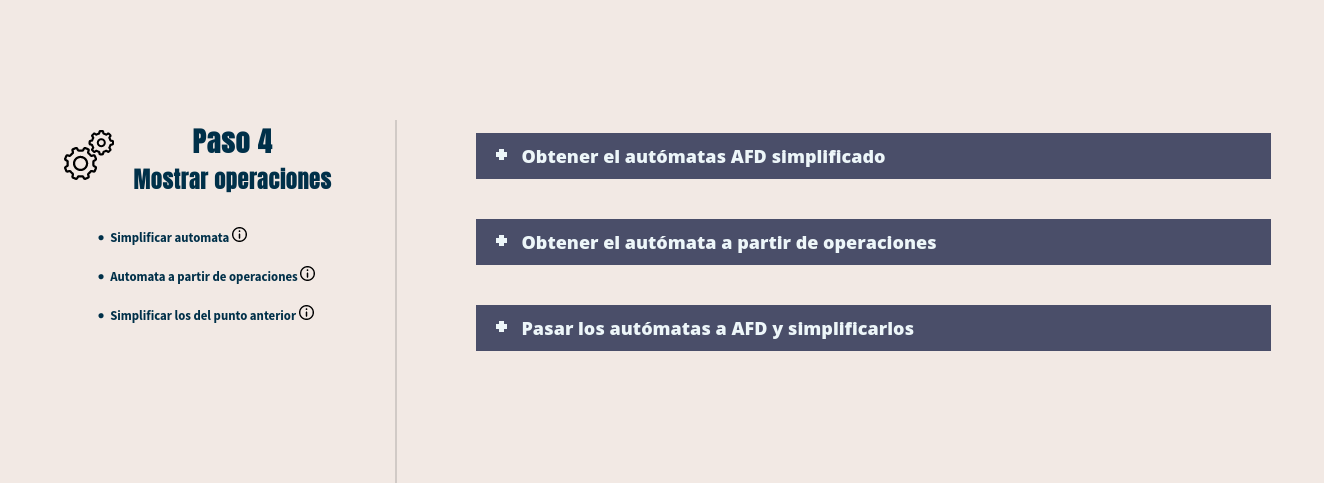 Paso 4
Mostrar operaciones
Simplificar automata
Automata a partir de operaciones
Simplificar los del punto anterior
Obtener el autómatas AFD simplificado
Obtener el autómata a partir de operaciones
Pasar los autómatas a AFD y simplificarlos